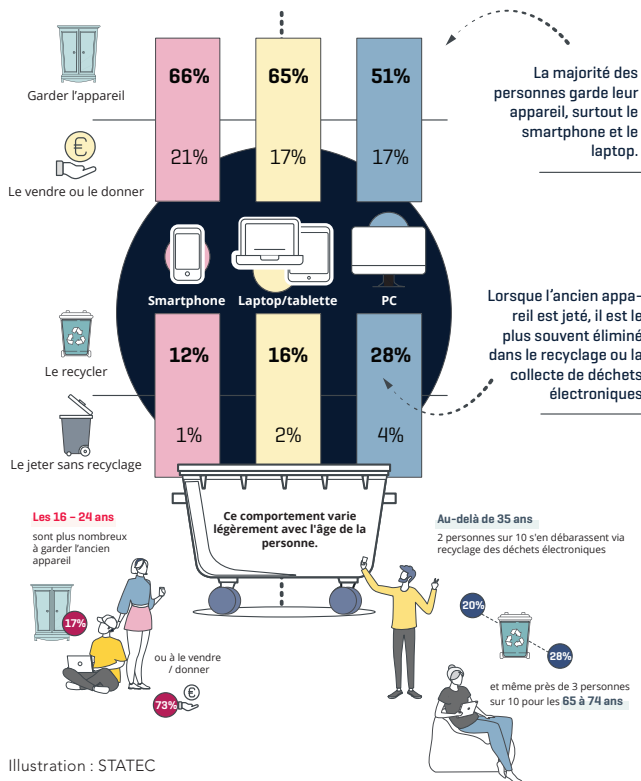 66%
65%
51%
Garder l'appareil
La majorité des
personnes garde leur
appareil, surtout le
smartphone et le
laptop.
21%
17%
17%
Le vendre ou le donner
Smartphone
Laptop/tablette
PC
Lorsque l'ancien appa-
reil est jeté, il est le
plus souvent éliminé
dans le recyclage ou la
collecte de déchets
électroniques
12%
16%
28%
Le recycler
1%
2%
4%
Le jeter sans recyclage
Ce comportement varie
légèrement avec l'âge de la
personne.
Les 16 – 24 ans
sont plus nombreux
à garder l'ancien
appareil
17%
ou à le vendre
/ donner
73%
Au-delà de 35 ans
2 personnes sur 10 s'en débarassent via
recyclage des déchets électroniques
20%
28%
et même près de 3 personnes
sur 10 pour les 65 à 74 ans
Illustration : STATEC